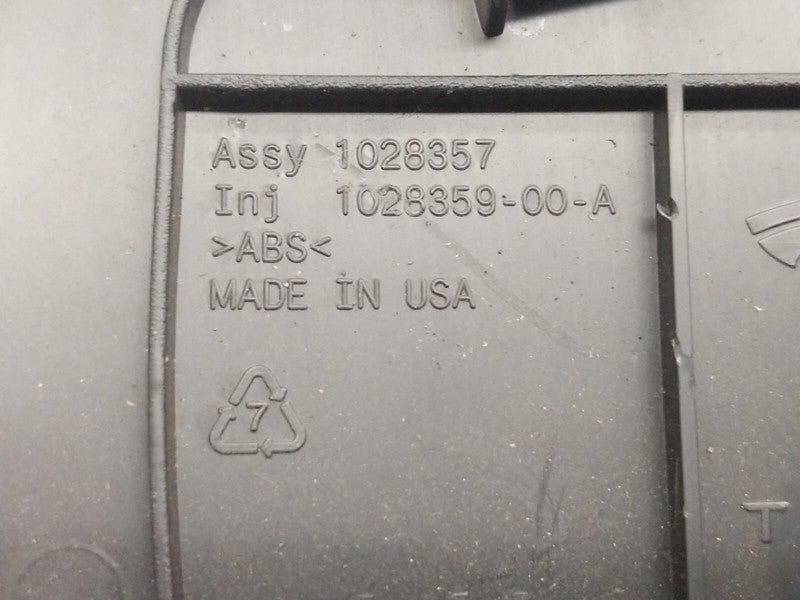 Assy 1028357
Inj 1028359-00-A
>ABS<
MADE IN USA
7
T